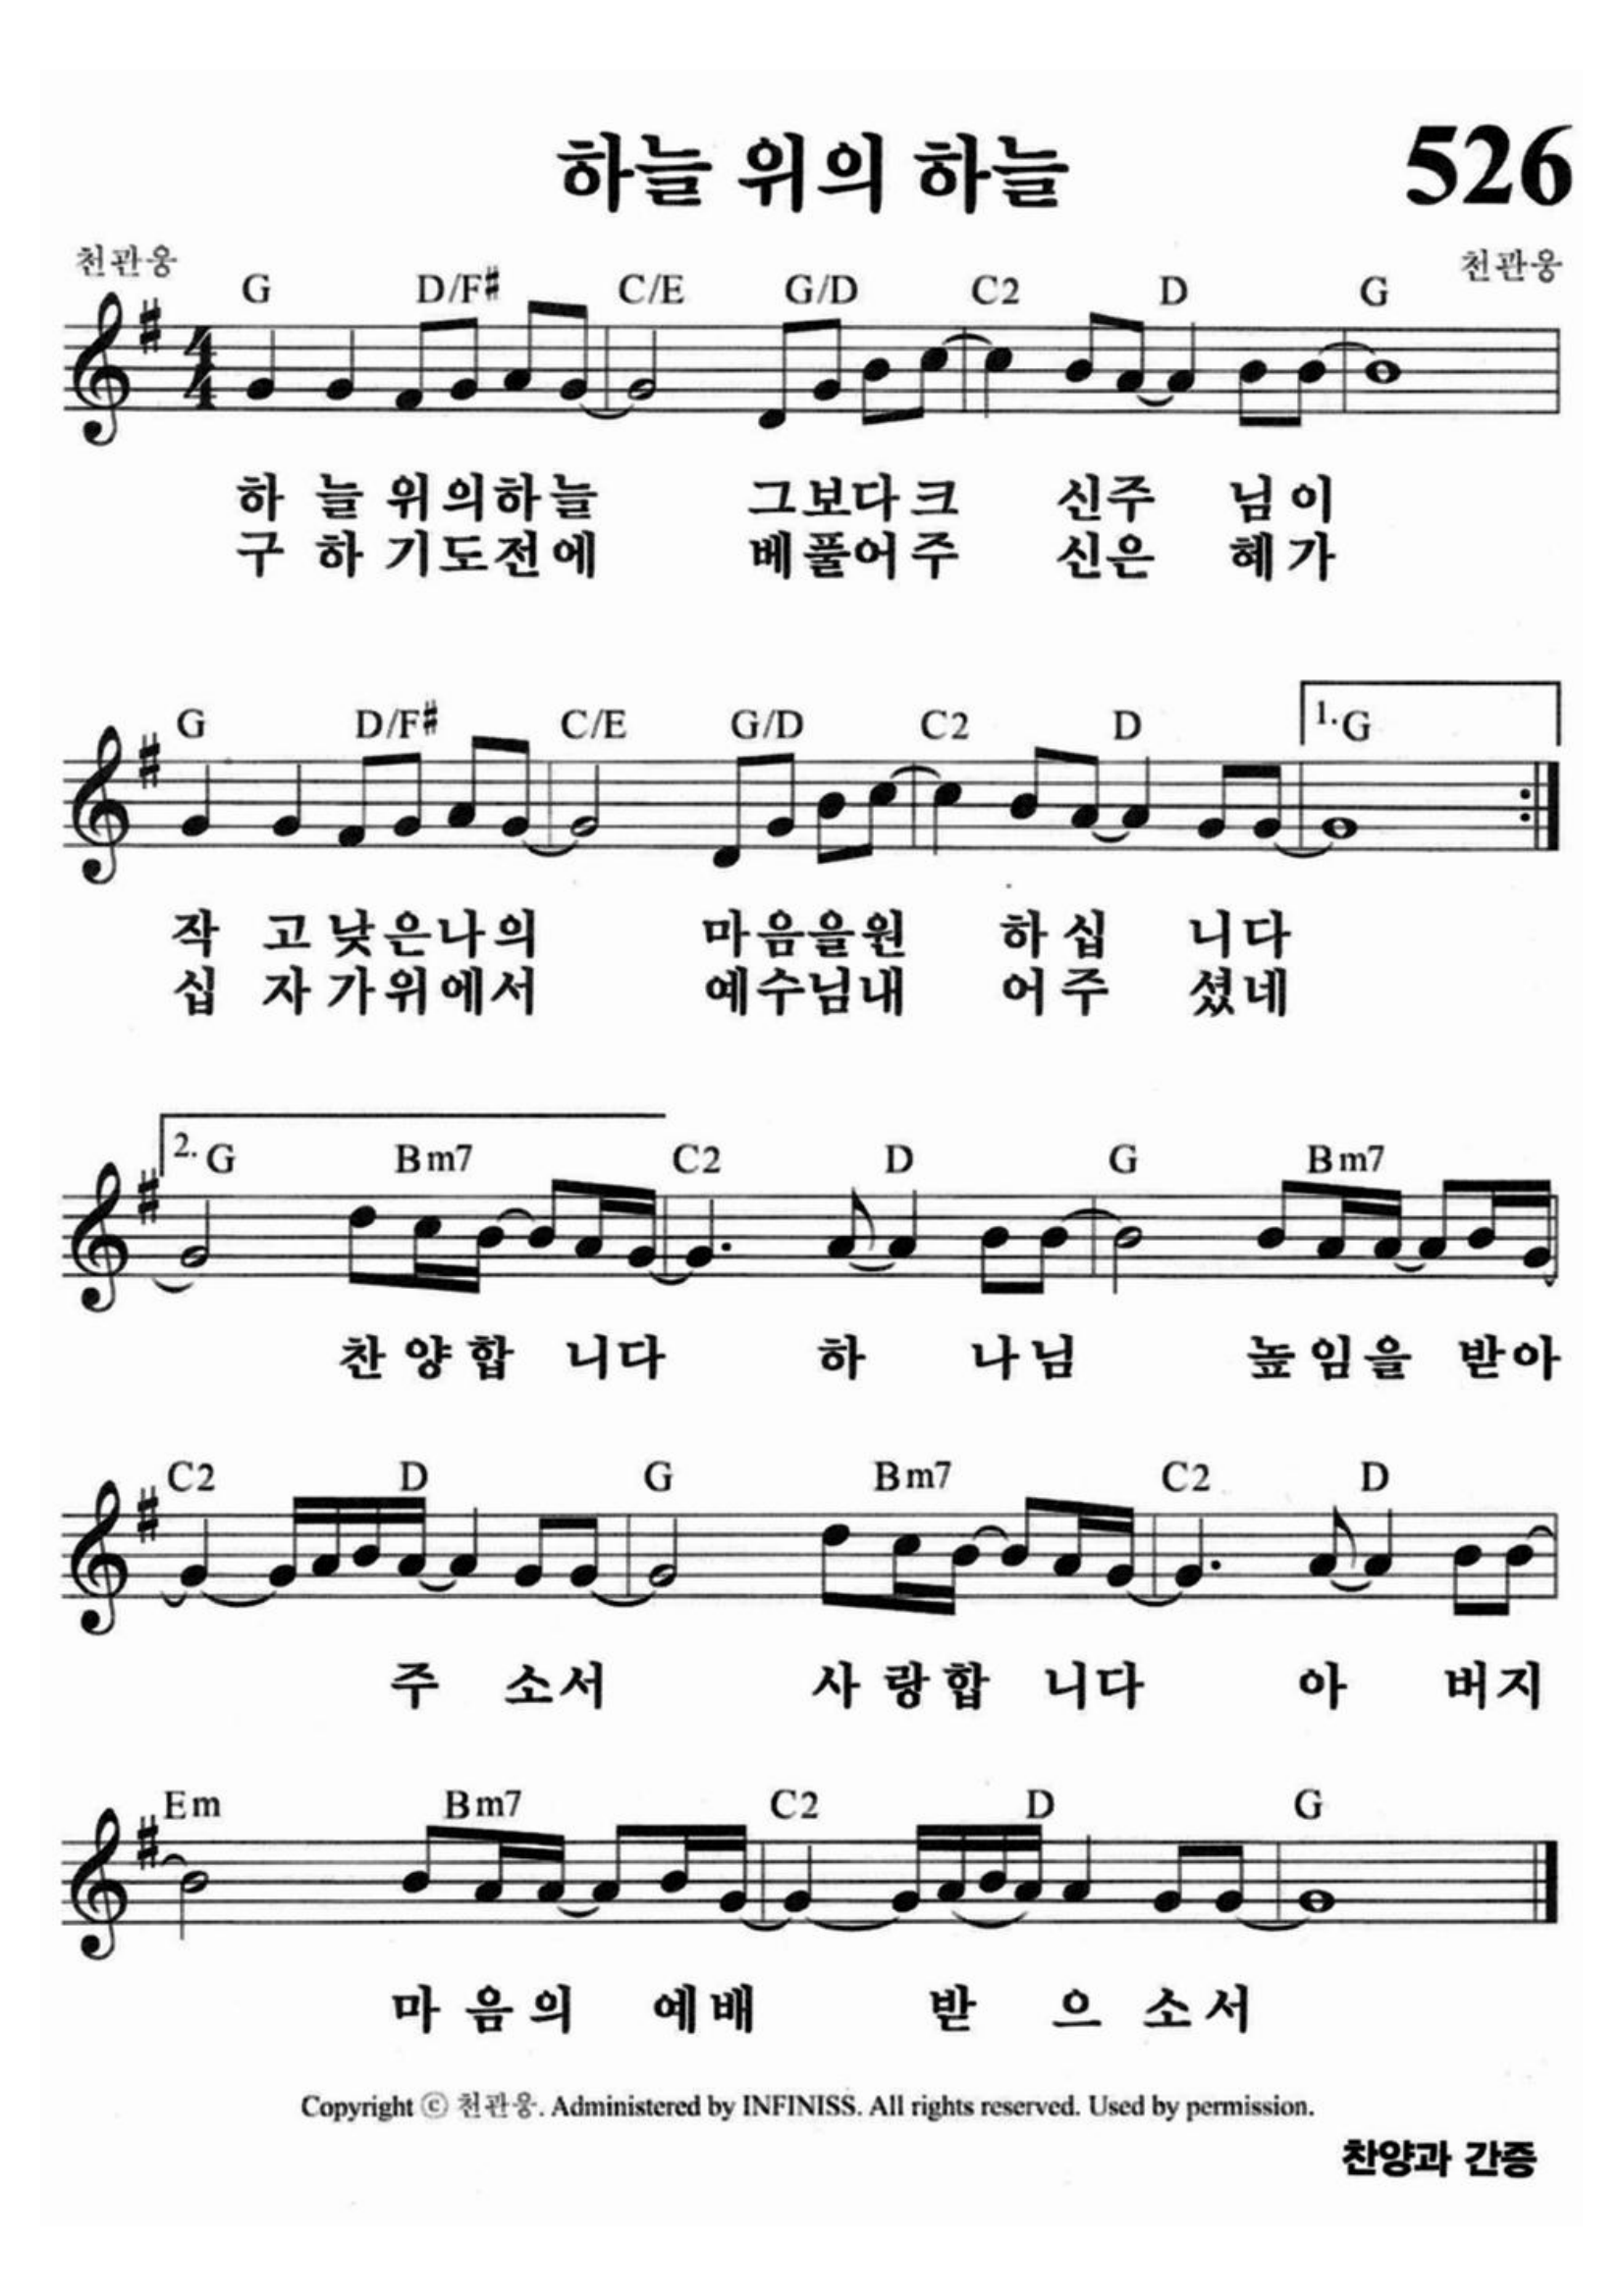 하늘 위의 하늘 526
천관웅 천관웅
G D/F# C/E G/D C2 D G
하 늘 위의하늘 그보다크 신주 님이
구 하 기도전에 베풀어주 신은 혜가
G D/F# C/E G/D C2 D 1. G
작 고 낮은나의 마음을원 하십 니다
십 자 가위에서 예수님내 어주 셨네
2. G Bm7 C2 D G Bm7
찬 양합 니다 하 나님 높임을 받아
C2 D G Bm7 C2 D
주 소서 사 랑합 니다 아 버지
Em Bm7 C2 D G
마 음의 예배 받 으 소서
Copyright ⓒ 천관웅. Administered by INFINISS. All rights reserved. Used by permission.
찬양과 간증